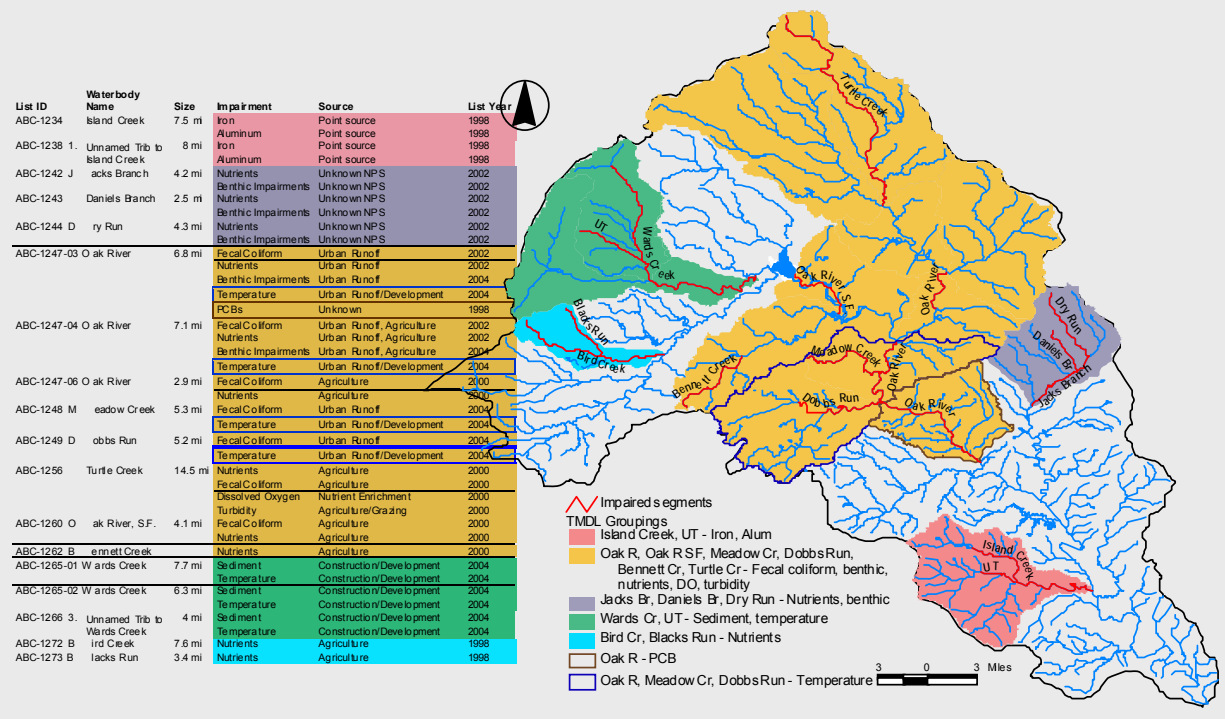 Waterbody
List ID Name Size Impairment Source List Year
ABC-1234 Island Creek 7.5 mi Iron Point source 1998
Aluminum Point source 1998
ABC-1238 1. Unnamed Trib to 8 mi Iron Point source 1998
Island Creek Aluminum Point source 1998
ABC-1242 J acks Branch 4.2 mi Nutrients Unknown NPS 2002
Benthic Impairments Unknown NPS 2002
ABC-1243 Daniels Branch 2.5 mi Nutrients Unknown NPS 2002
Benthic Impairments Unknown NPS 2002
ABC-1244 D ry Run 4.3 mi Nutrients Unknown NPS 2002
Benthic Impairments Unknown NPS 2002
ABC-1247-03 O ak River 6.8 mi Fecal Coliform Urban Runoff 2002
Nutrients Urban Runoff 2002
Benthic Impairments Urban Runoff 2004
Temperature Urban Runoff/Development 2004
PCBs Unknown 1998
ABC-1247-04 O ak River 7.1 mi Fecal Coliform Urban Runoff, Agriculture 2002
Nutrients Urban Runoff, Agriculture 2002
Benthic Impairments Urban Runoff, Agriculture 2004
Temperature Urban Runoff/Development 2004
ABC-1247-06 O ak River 2.9 mi Fecal Coliform Agriculture 2000
Nutrients Agriculture 2000
ABC-1248 M eadow Creek 5.3 mi Fecal Coliform Urban Runoff 2004
Temperature Urban Runoff/Development 2004
ABC-1249 D obbs Run 5.2 mi Fecal Coliform Urban Runoff 2004
Temperature Urban Runoff/Development 2004
ABC-1256 Turtle Creek 14.5 mi Nutrients Agriculture 2000
Fecal Coliform Agriculture 2000
Dissolved Oxygen Nutrient Enrichment 2000
Turbidity Agriculture/Grazing 2000
ABC-1260 O ak River, S.F. 4.1 mi Fecal Coliform Agriculture 2000
Nutrients Agriculture 2000
ABC-1262 B ennett Creek Nutrients Agriculture 2000
ABC-1265-01 W ards Creek 7.7 mi Sediment Construction/Development 2004
Temperature Construction/Development 2004
ABC-1265-02 W ards Creek 6.3 mi Sediment Construction/Development 2004
Temperature Construction/Development 2004
ABC-1266 3. Unnamed Trib to 4 mi Sediment Construction/Development 2004
Wards Creek Temperature Construction/Development 2004
ABC-1272 B ird Creek 7.6 mi Nutrients Agriculture 1998
ABC-1273 B lacks Run 3.4 mi Nutrients Agriculture 1998
Turtle Creek
UT
Wards Creek
Oak River, S.F.
Oak River
Blacks Run
Bird Creek
Bennett Creek
Meadow Creek
Oak River
Dobbs Run
Oak River
Dry Run
Daniels Br
Jacks Branch
Island Creek
UT
Impaired segments
TMDL Groupings
Island Creek, UT - Iron, Alum
Oak R, Oak R SF, Meadow Cr, Dobbs Run,
Bennett Cr, Turtle Cr - Fecal coliform, benthic,
nutrients, DO, turbidity
Jacks Br, Daniels Br, Dry Run - Nutrients, benthic
Wards Cr, UT - Sediment, temperature
Bird Cr, Blacks Run - Nutrients
Oak R - PCB
Oak R, Meadow Cr, Dobbs Run - Temperature
3 0 3 Miles